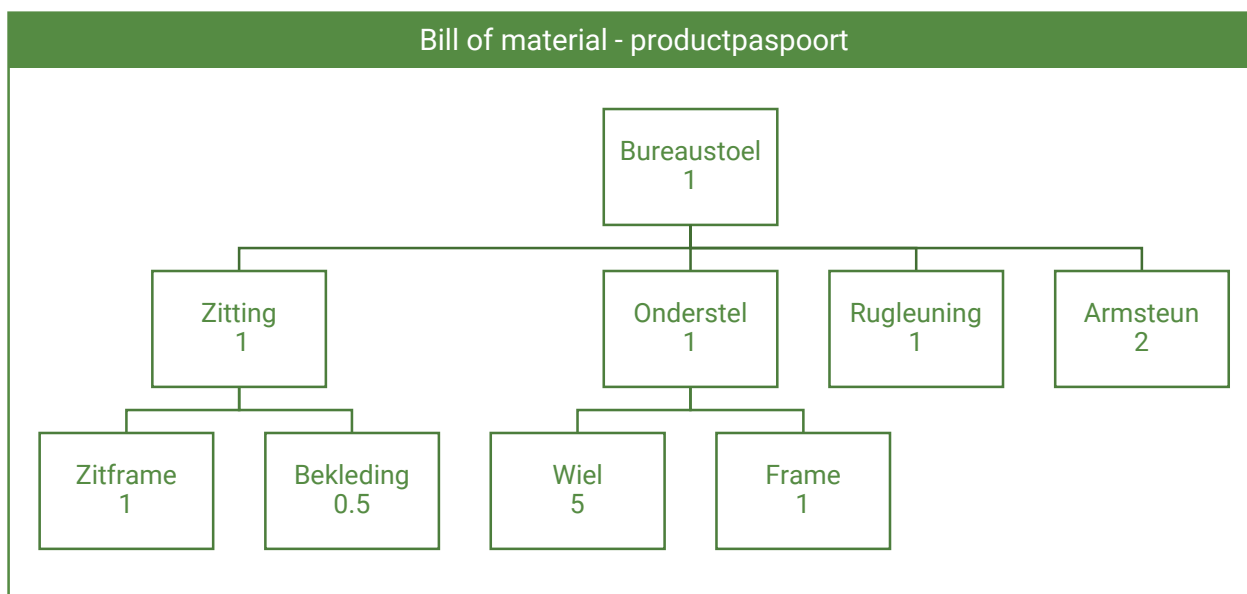 Bill of material - productpaspoort
Bureaustoel
1
Zitting
1
Onderstel
1
Rugleuning
1
Armsteun
2
Zitframe
1
Bekleding
0.5
Wiel
5
Frame
1